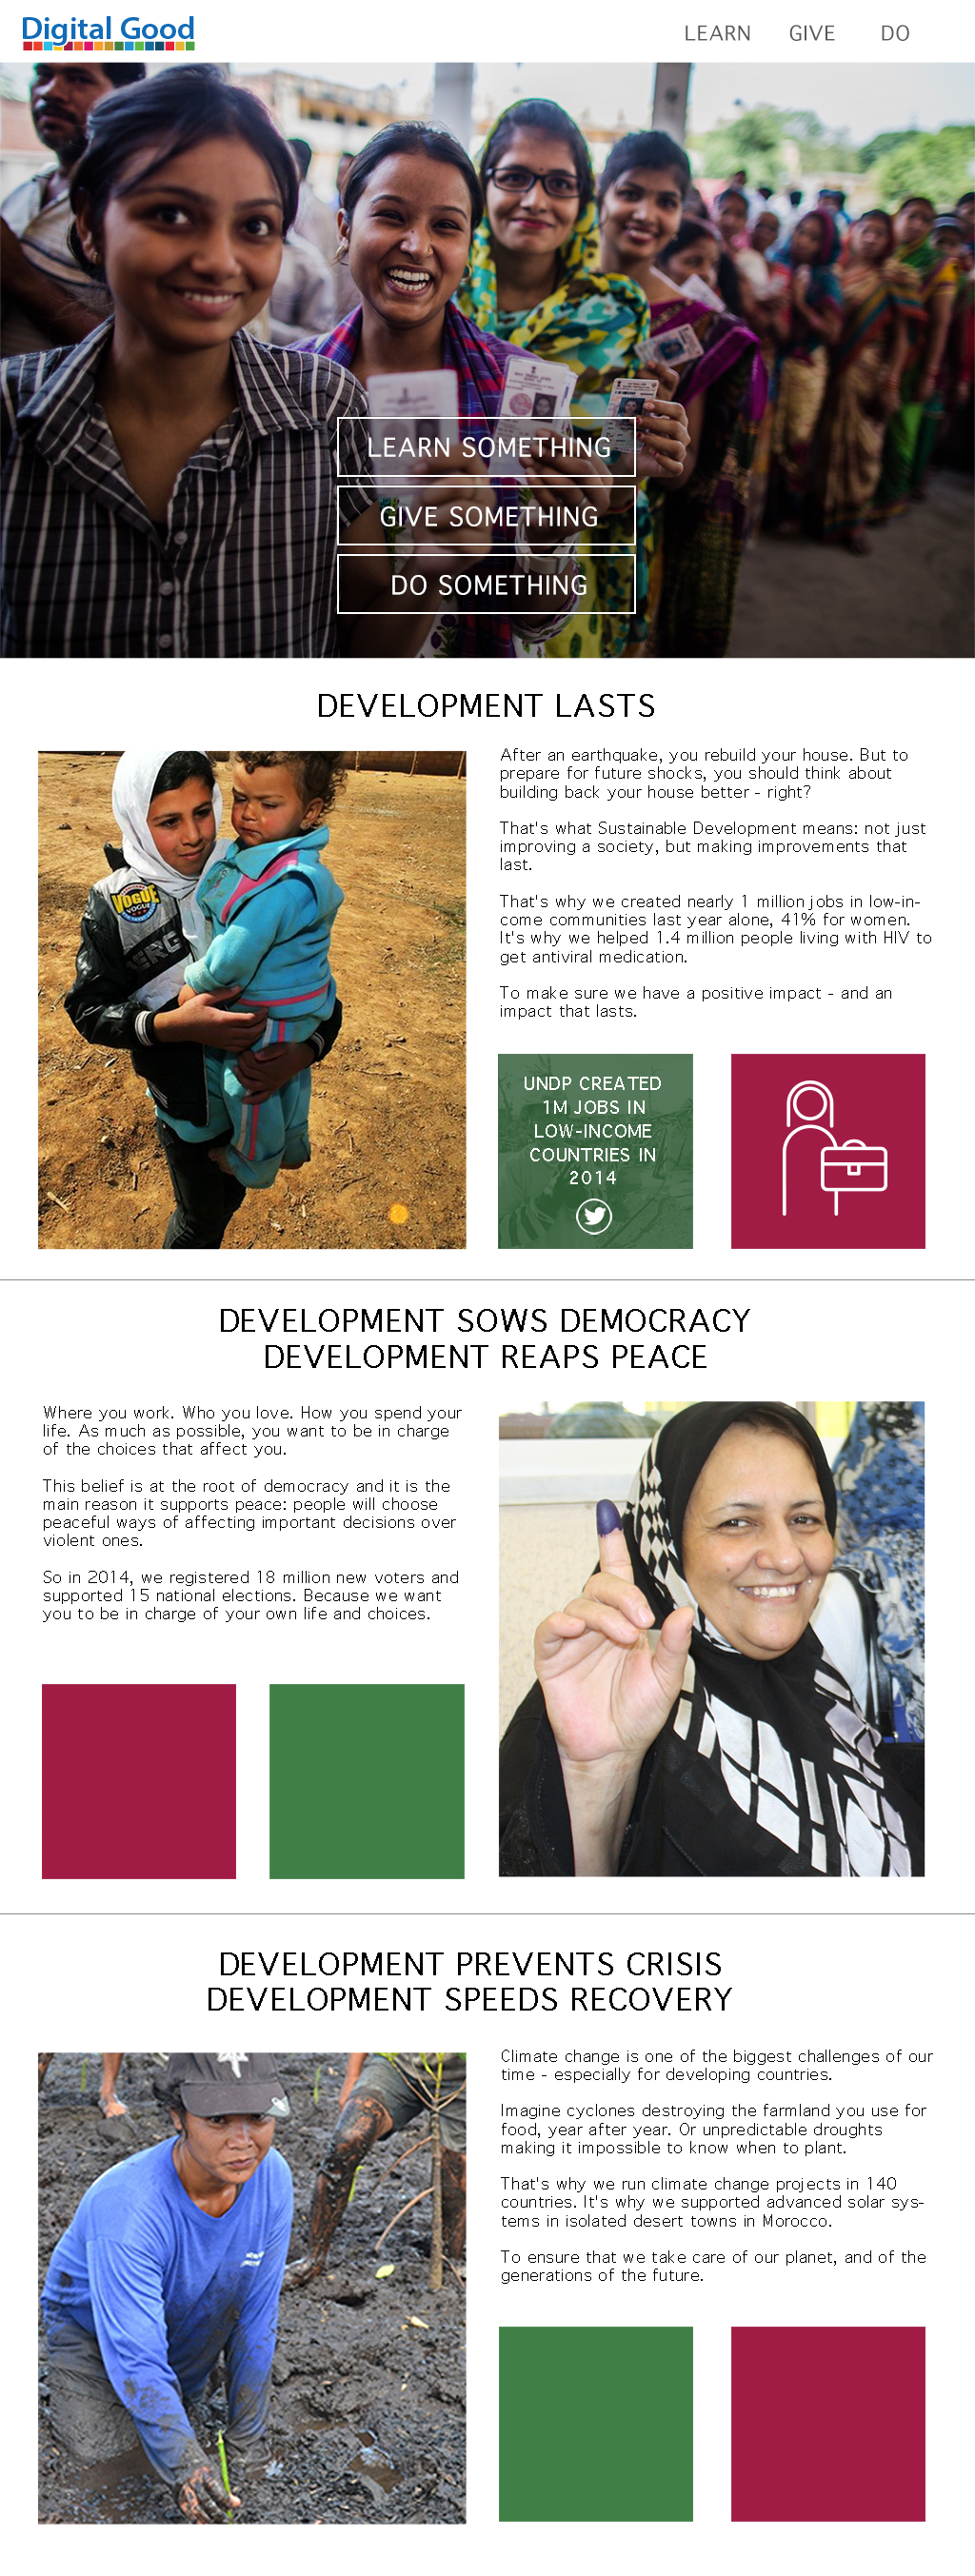 Digital Good
LEARN GIVE DO
LEARN SOMETHING
GIVE SOMETHING
DO SOMETHING
DEVELOPMENT LASTS
After an earthquake, you rebuild your house. But to
prepare for future shocks, you should think about
building back your house better - right?
That's what Sustainable Development means: not just
improving a society, but making improvements that
last.
That's why we created nearly 1 million jobs in low-in-
come communities last year alone, 41% for women.
It's why we helped 1.4 million people living with HIV to
get antiviral medication.
To make sure we have a positive impact - and an
impact that lasts.
VOGUE
VOGUE
UNDP CREATED
1M JOBS IN
LOW-INCOME
COUNTRIES IN
2014
DEVELOPMENT SOWS DEMOCRACY
DEVELOPMENT REAPS PEACE
Where you work. Who you love. How you spend your
life. As much as possible, you want to be in charge
of the choices that affect you.
This belief is at the root of democracy and it is the
main reason it supports peace: people will choose
peaceful ways of affecting important decisions over
violent ones.
So in 2014, we registered 18 million new voters and
supported 15 national elections. Because we want
you to be in charge of your own life and choices.
DEVELOPMENT PREVENTS CRISIS
DEVELOPMENT SPEEDS RECOVERY
Climate change is one of the biggest challenges of our
time - especially for developing countries.
Imagine cyclones destroying the farmland you use for
food, year after year. Or unpredictable droughts
making it impossible to know when to plant.
That's why we run climate change projects in 140
countries. It's why we supported advanced solar sys-
tems in isolated desert towns in Morocco.
To ensure that we take care of our planet, and of the
generations of the future.